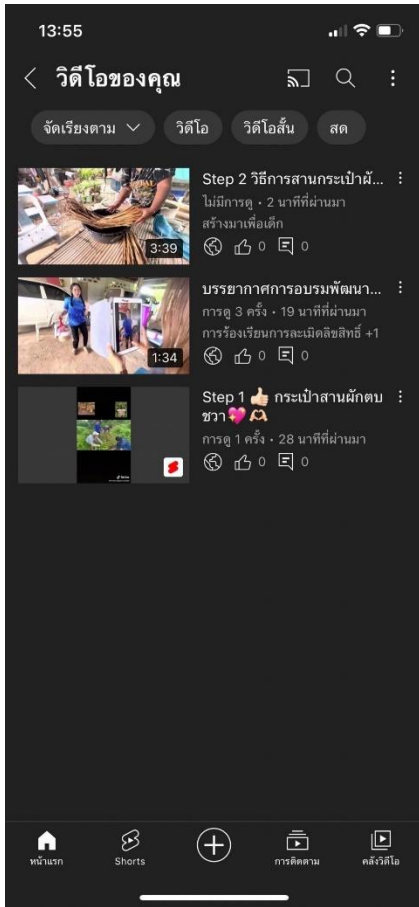 13:55
วิดีโอของคุณ
จัดเรียงตาม วิดีโอ วิดีโอสั้น สด
Step 2 วิธีการสานกระเป๋าผั...
ไม่มีการดู • 2 นาทีที่ผ่านมา
สร้างมาเพื่อเด็ก
0 0
3:39
บรรยากาศการอบรมพัฒนา...
การดู 3 ครั้ง • 19 นาทีที่ผ่านมา
การร้องเรียนการละเมิดลิขสิทธิ์ +1
0 0
1:34
Step 1 👍🏻 กระเป๋าสานผักตบ
ชวา💖🫶🏻
การดู 1 ครั้ง • 28 นาทีที่ผ่านมา
0 0
หน้าแรก Shorts การติดตาม คลังวิดีโอ